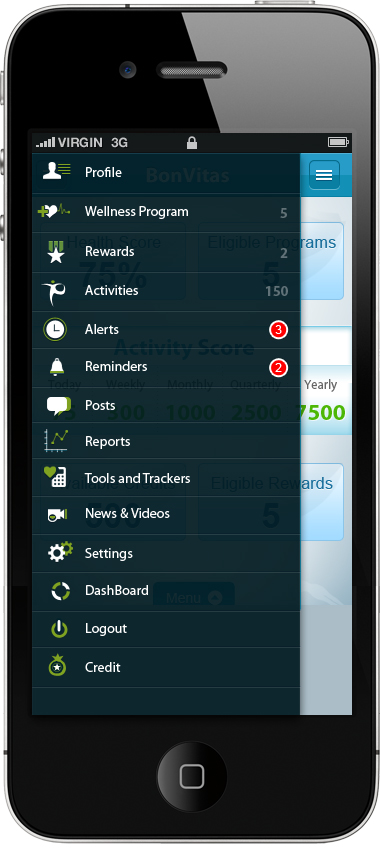 VIRGIN 3G
BonVitas
Profile
Wellness Program 5
Health Score
Eligible Programs
Rewards 2
75%
5
Activities 150
Alerts 3
Activity Score
Reminders 2
Today Weekly Monthly Quarterly Yearly
Posts
500 1000 2500 7500
Reports
Tools and Trackers
Eligible Rewards
News & Videos
500
5
Settings
DashBoard
Menu
Logout
Credit